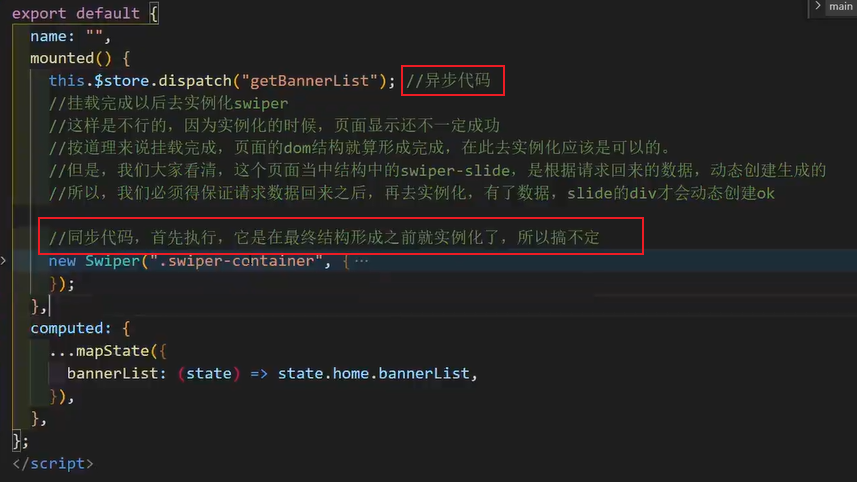 main
export default {
name: "",
mounted() {
this.$store.dispatch("getBannerList"); //异步代码
//挂载完成以后去实例化swiper
//这样是不行的，因为实例化的时候，页面显示还不一定成功
//按道理来说挂载完成，页面的dom结构就算形成完成，在此去实例化应该是可以的。
//但是，我们大家看清，这个页面当中结构中的swiper-slide，是根据请求回来的数据，动态创建生成的
//所以，我们必须得保证请求数据回来之后，再去实例化，有了数据，slide的div才会动态创建ok
//同步代码，首先执行，它是在最终结构形成之前就实例化了，所以搞不定
new Swiper(".swiper-container", {…
});
},
computed: {
...mapState({
bannerList: (state) => state.home.bannerList,
}),
},
};
</script>